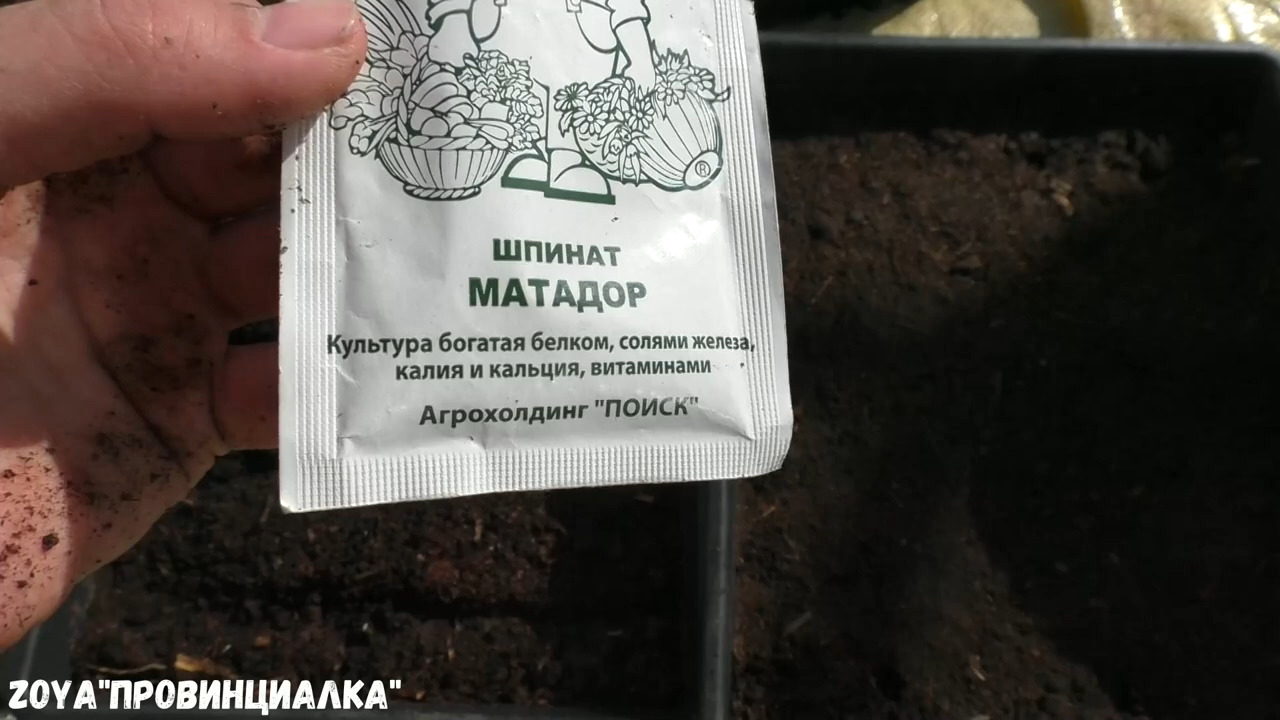 ®
ШПИНАТ
МАТАДОР
Культура богатая белком, солями железа,
калия и кальция, витаминами
Агрохолдинг "ПОИСК"
ZOYA"ПРОВИНЦИАЛКА"